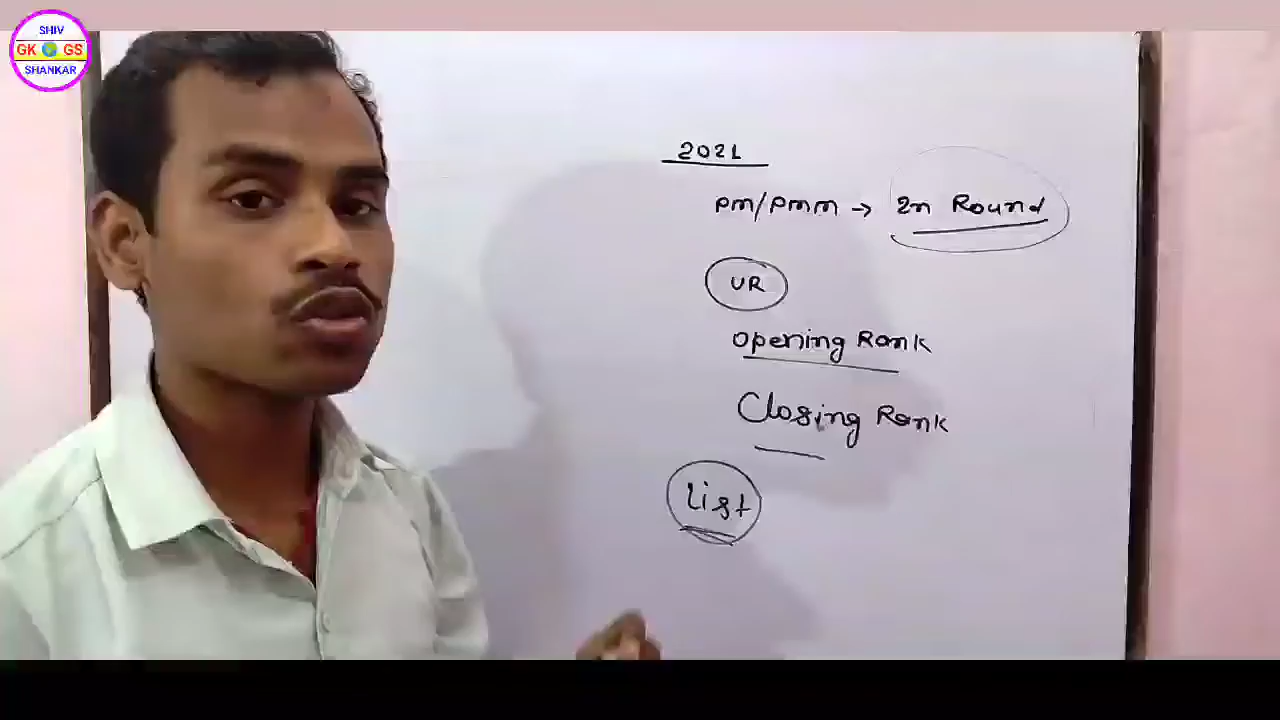 SHIV
GK GS
SHANKAR
2021
PM/PMM → 2n Round
UR
Opening Rank
Closing Rank
List